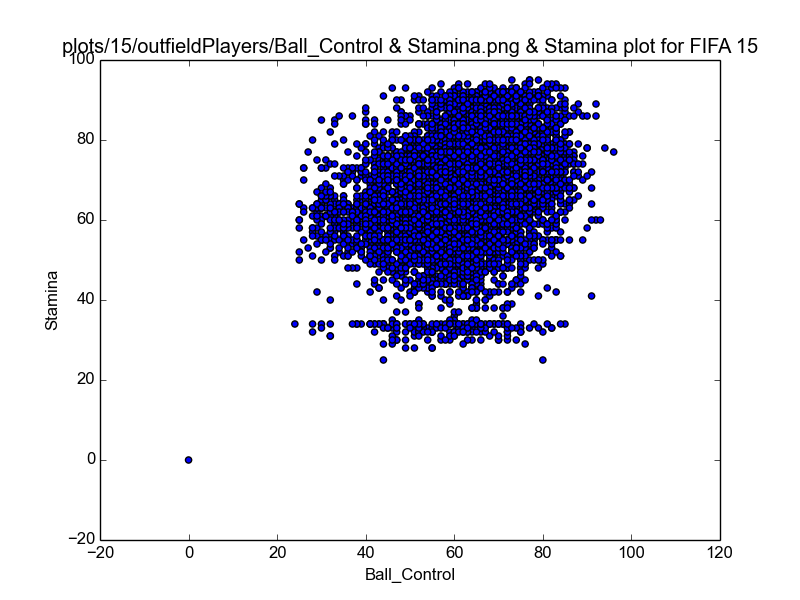 plots/15/outfieldPlayers/Ball_Control & Stamina.png & Stamina plot for FIFA 15
100
80
60
40
20
0
−20
Stamina
−20 0 20 40 60 80 100 120
Ball_Control